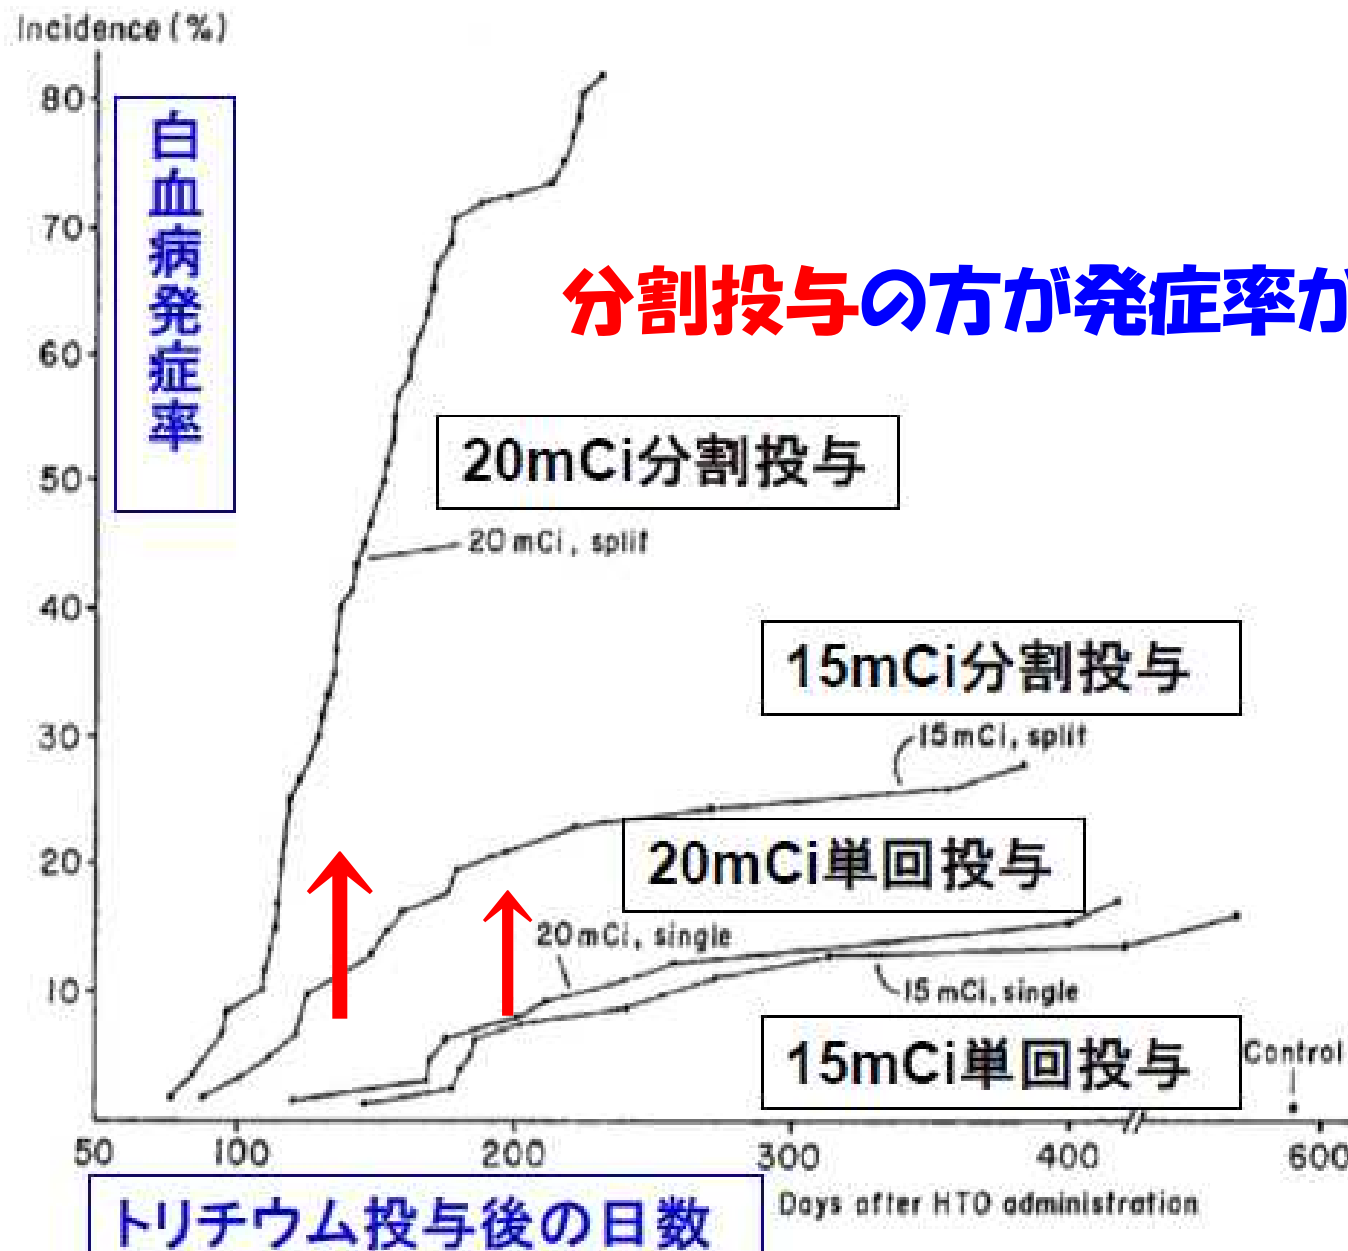 Incidence (%)
80
70
60
50
40
30
20
10
白血病発症率
分割投与の方が発症率が
20mCi分割投与
20 mCi, split
15mCi分割投与
15 mCi, split
20mCi単回投与
20 mCi, single
15 mCi, single
15mCi単回投与
Control
50 100 200 300 400 600
Days after HTO administration
トリチウム投与後の日数